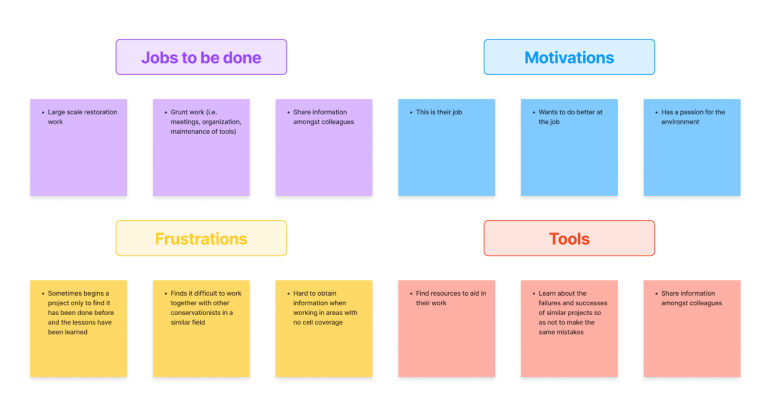 Jobs to be done
• Large scale restoration
work
• Grunt work (i.e.
meetings, organization,
maintenance of tools)
• Share information
amongst colleagues
Motivations
• This is their job
• Wants to do better at
the job
• Has a passion for the
environment
Frustrations
• Sometimes begins a
project only to find it
has been done before
and the lessons have
been learned
• Finds it difficult to work
together with other
conservationists in a
similar field
• Hard to obtain
information when
working in areas with
no cell coverage
Tools
• Find resources to aid in
their work
• Learn about the
failures and successes
of similar projects so
as not to make the
same mistakes
• Share information
amongst colleagues